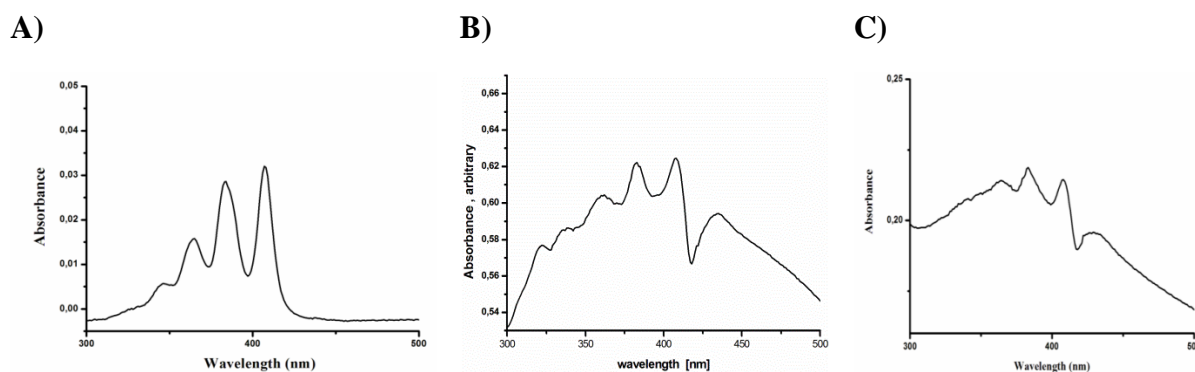 A)
B)
C)
0,05
0,04
0,03
0,02
0,01
0,00
Absorbance
300
400
500
Wavelength (nm)
0,66
0,64
0,62
0,60
0,58
0,56
0,54
Absorbance , arbitrary
300
350
400
450
500
wavelength [nm]
0,25
0,20
Absorbance
300
400
Wavelength (nm)